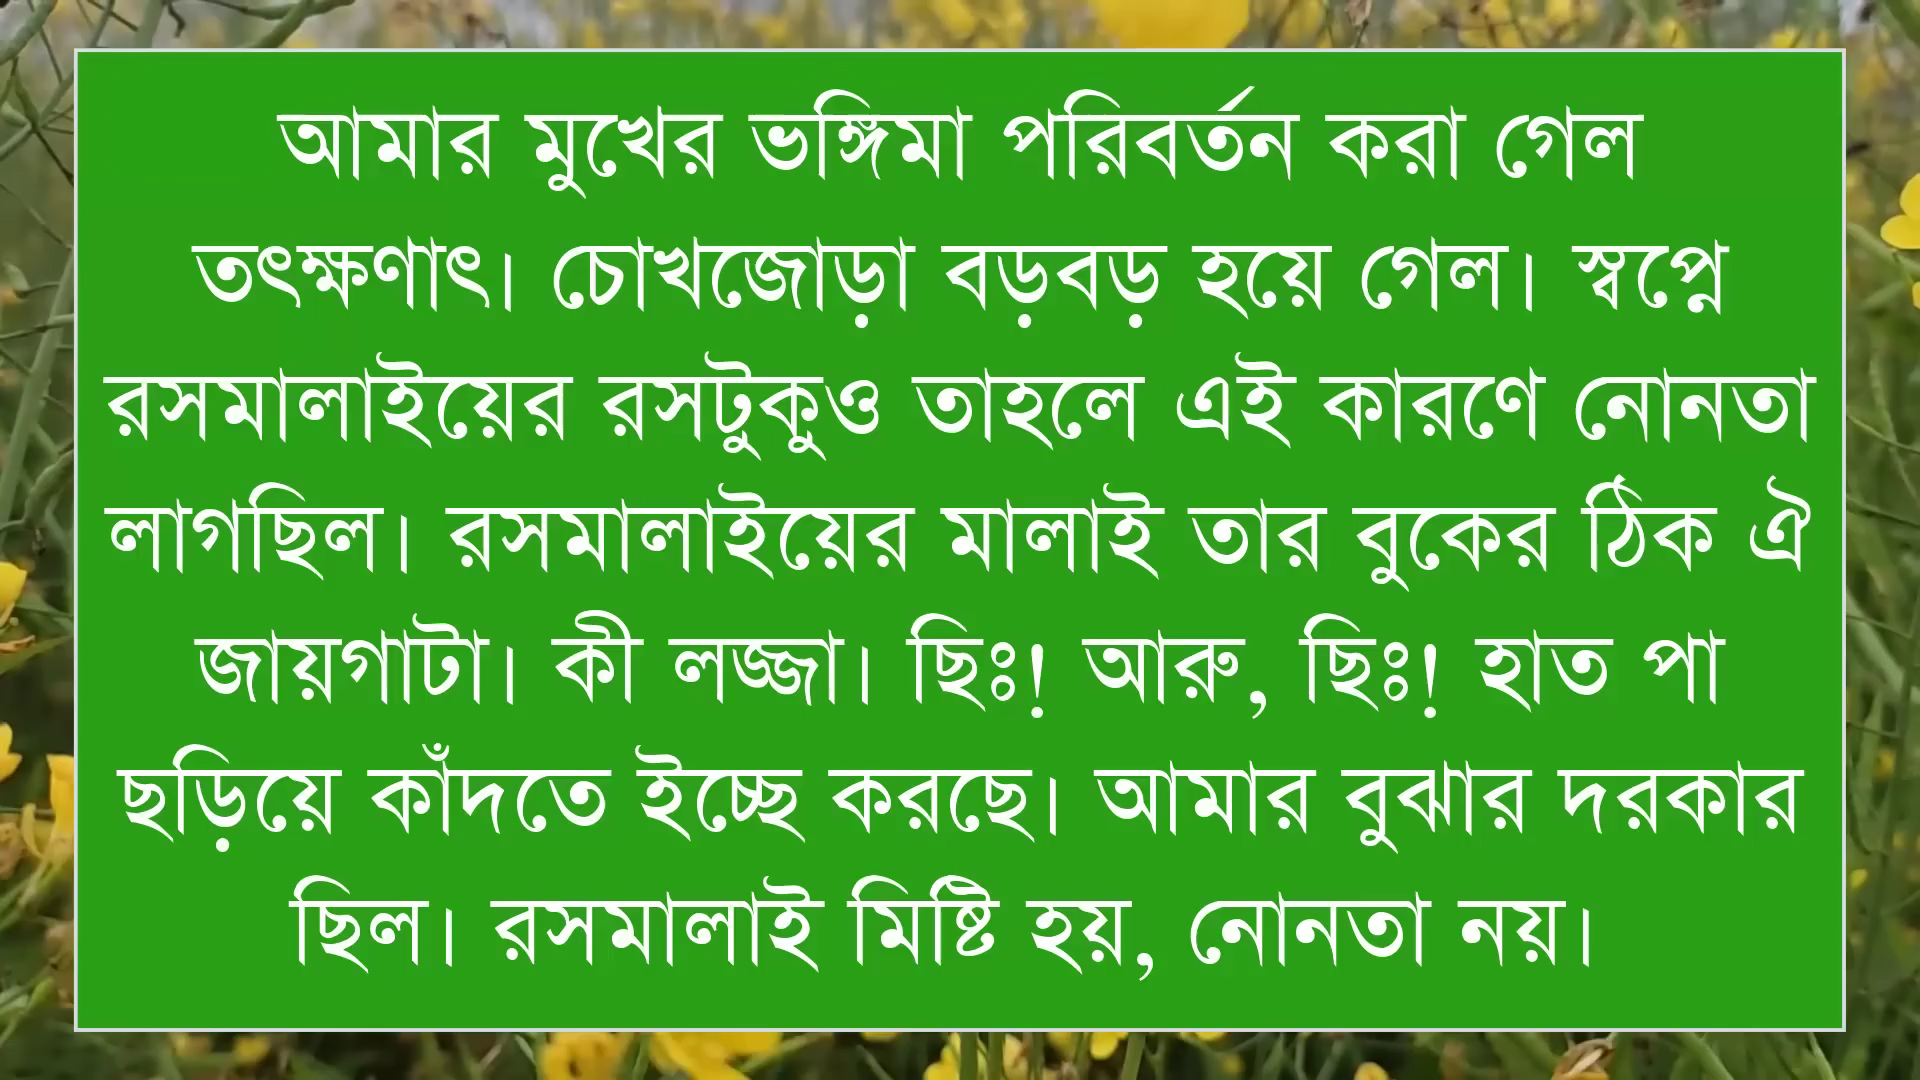 আমার মুখের ভঙ্গিমা পরিবর্তন করা গেল
তৎক্ষণাৎ। চোখজোড়া বড়বড় হয়ে গেল। স্বপ্নে
রসমালাইয়ের রসটুকুও তাহলে এই কারণে নোনতা
লাগছিল। রসমালাইয়ের মালাই তার বুকের ঠিক ঐ
জায়গাটা। কী লজ্জা। ছিঃ! আরু, ছিঃ! হাত পা
ছড়িয়ে কাঁদতে ইচ্ছে করছে। আমার বুঝার দরকার
ছিল। রসমালাই মিষ্টি হয়, নোনতা নয়।